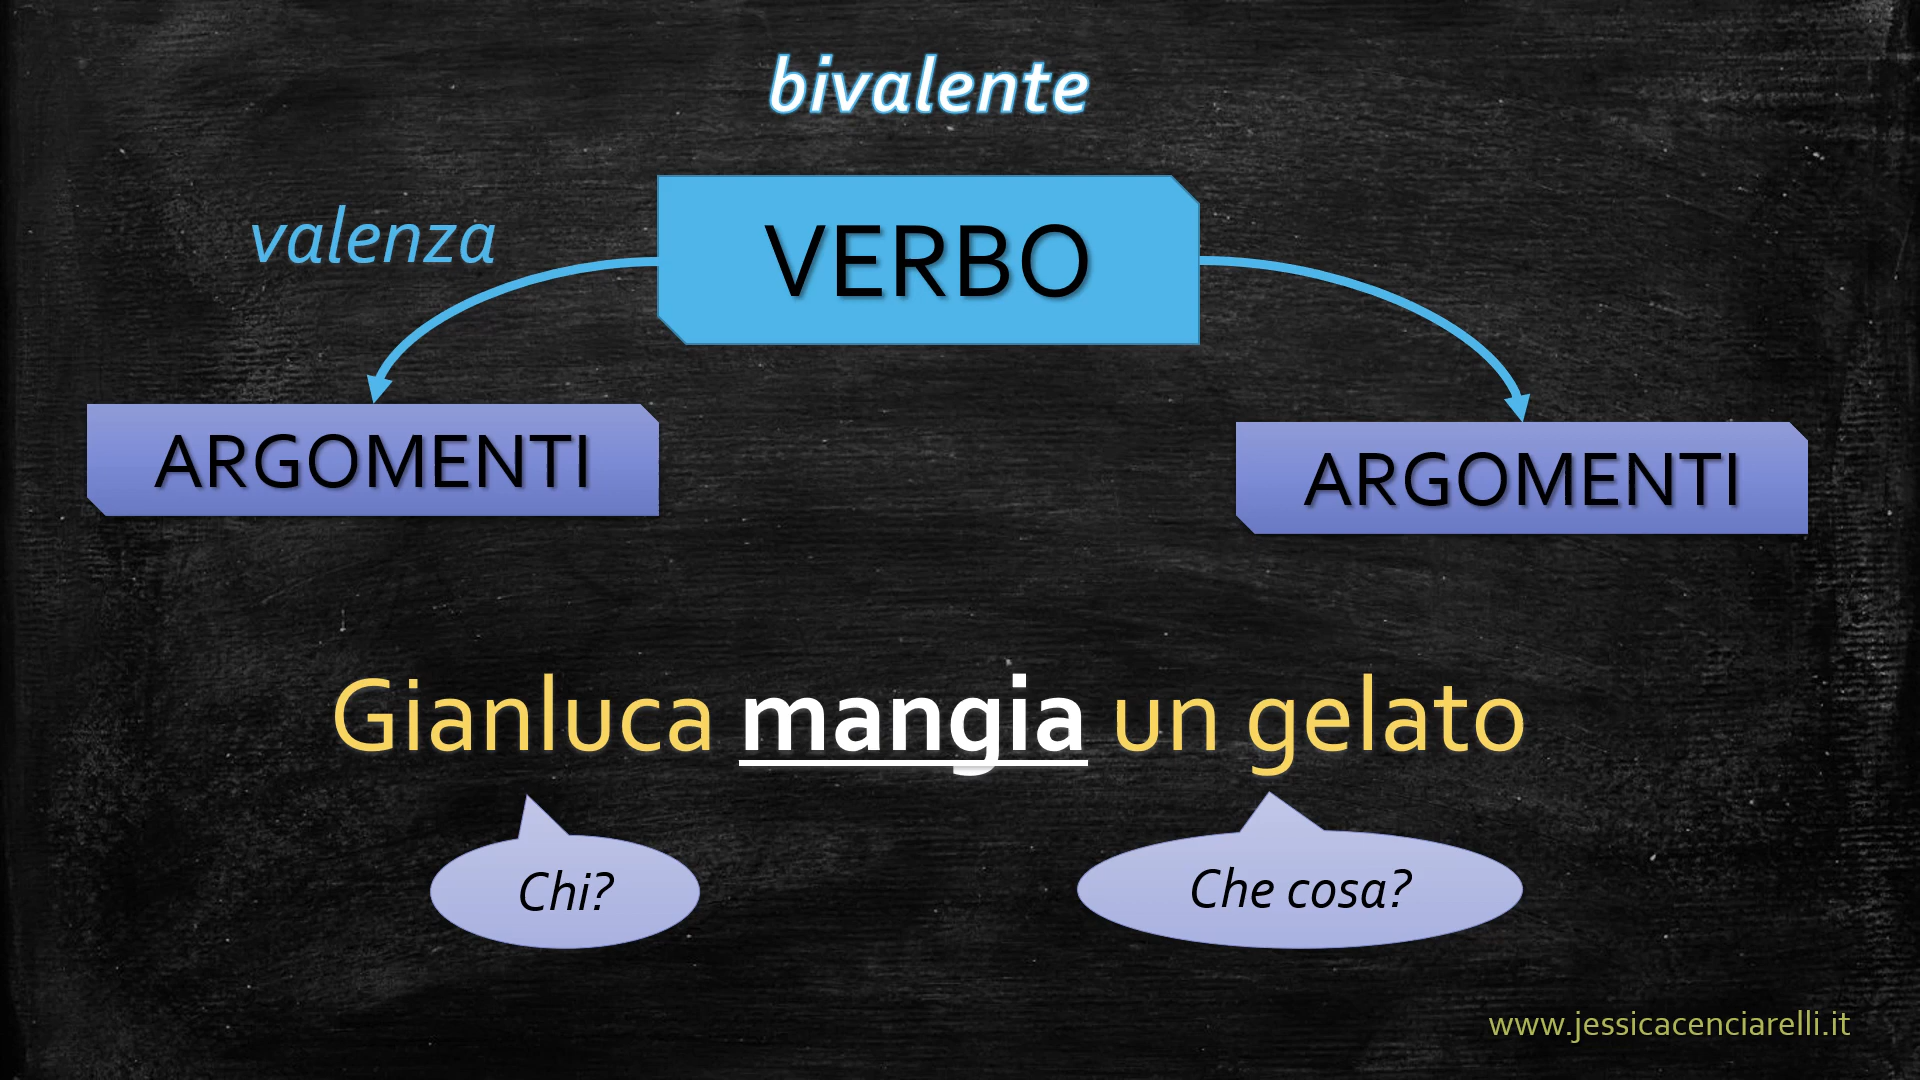 bivalente
valenza
VERBO
ARGOMENTI
ARGOMENTI
Gianluca mangia un gelato
Chi?
Che cosa?
www.jessicacenciarelli.it